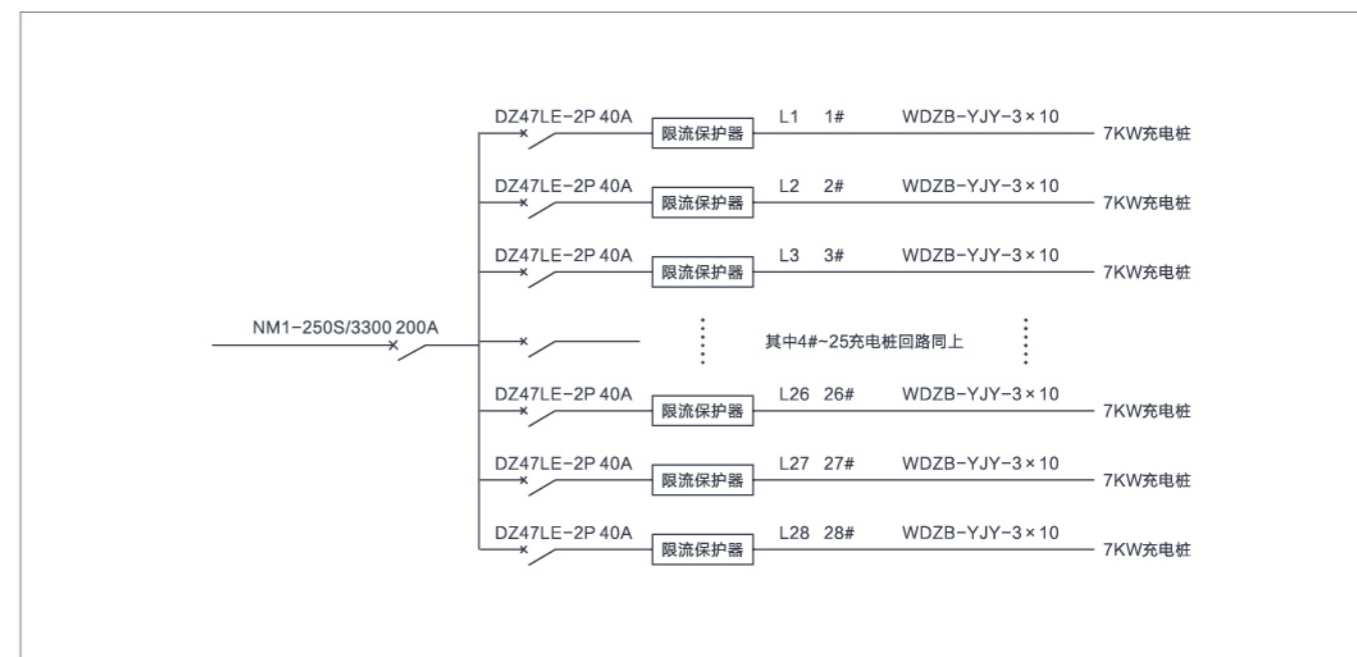 DZ47LE-2P 40A
限流保护器 L1 1# WDZB-YJY-3×10 7KW充电桩
DZ47LE-2P 40A
限流保护器 L2 2# WDZB-YJY-3×10 7KW充电桩
DZ47LE-2P 40A
限流保护器 L3 3# WDZB-YJY-3×10 7KW充电桩
NM1-250S/3300 200A
其中4#~25充电桩回路同上
DZ47LE-2P 40A
限流保护器 L26 26# WDZB-YJY-3×10 7KW充电桩
DZ47LE-2P 40A
限流保护器 L27 27# WDZB-YJY-3×10 7KW充电桩
DZ47LE-2P 40A
限流保护器 L28 28# WDZB-YJY-3×10 7KW充电桩